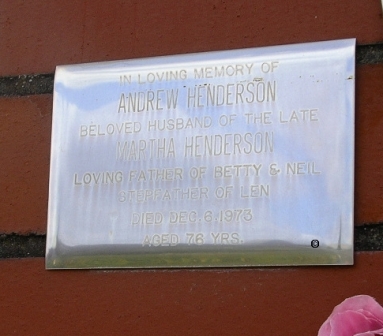 IN LOVING MEMORY OF
ANDREW HENDERSON
BELOVED HUSBAND OF THE LATE
MARTHA HENDERSON
LOVING FATHER OF BETTY & NEIL
STEPFATHER OF LEN
DIED DEC. 6. 1973
AGED 76 YRS.